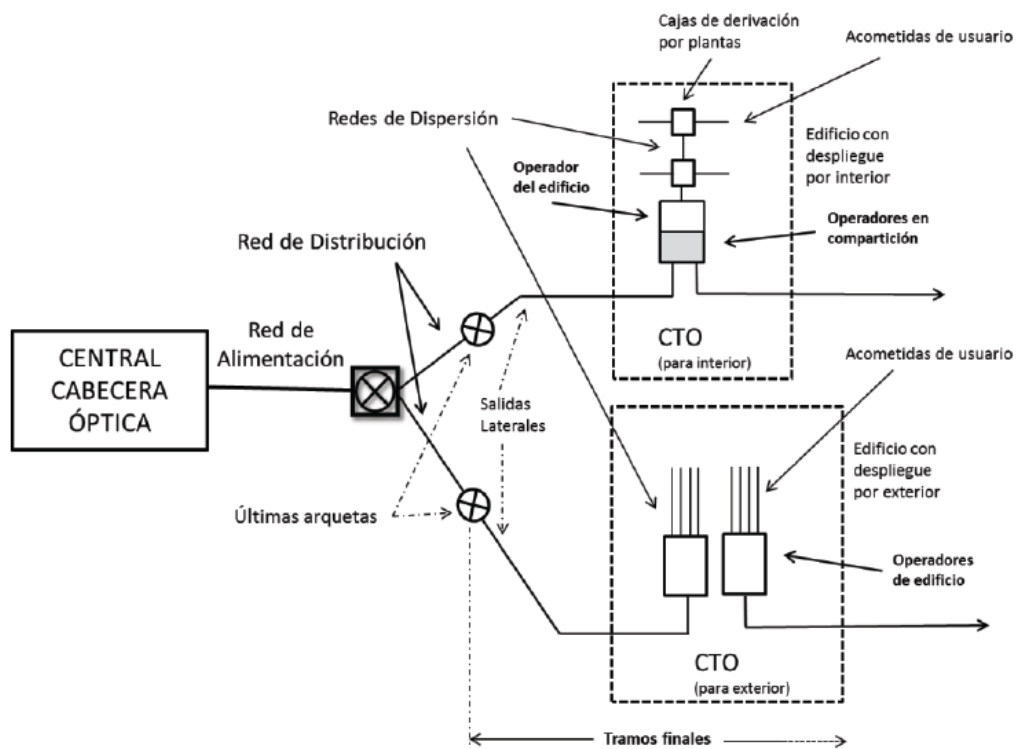 Cajas de derivación
por plantas
Acometidas de usuario
Redes de Dispersión
Edificio con
despliegue
por interior
Operador
del edificio
Operadores en
compartición
Red de Distribución
Red de
Alimentación
CENTRAL
CABECERA
ÓPTICA
CTO
(para interior)
Acometidas de usuario
Salidas
Laterales
Edificio con
despliegue
por exterior
Últimas arquetas
Operadores
de edificio
CTO
(para exterior)
Tramos finales